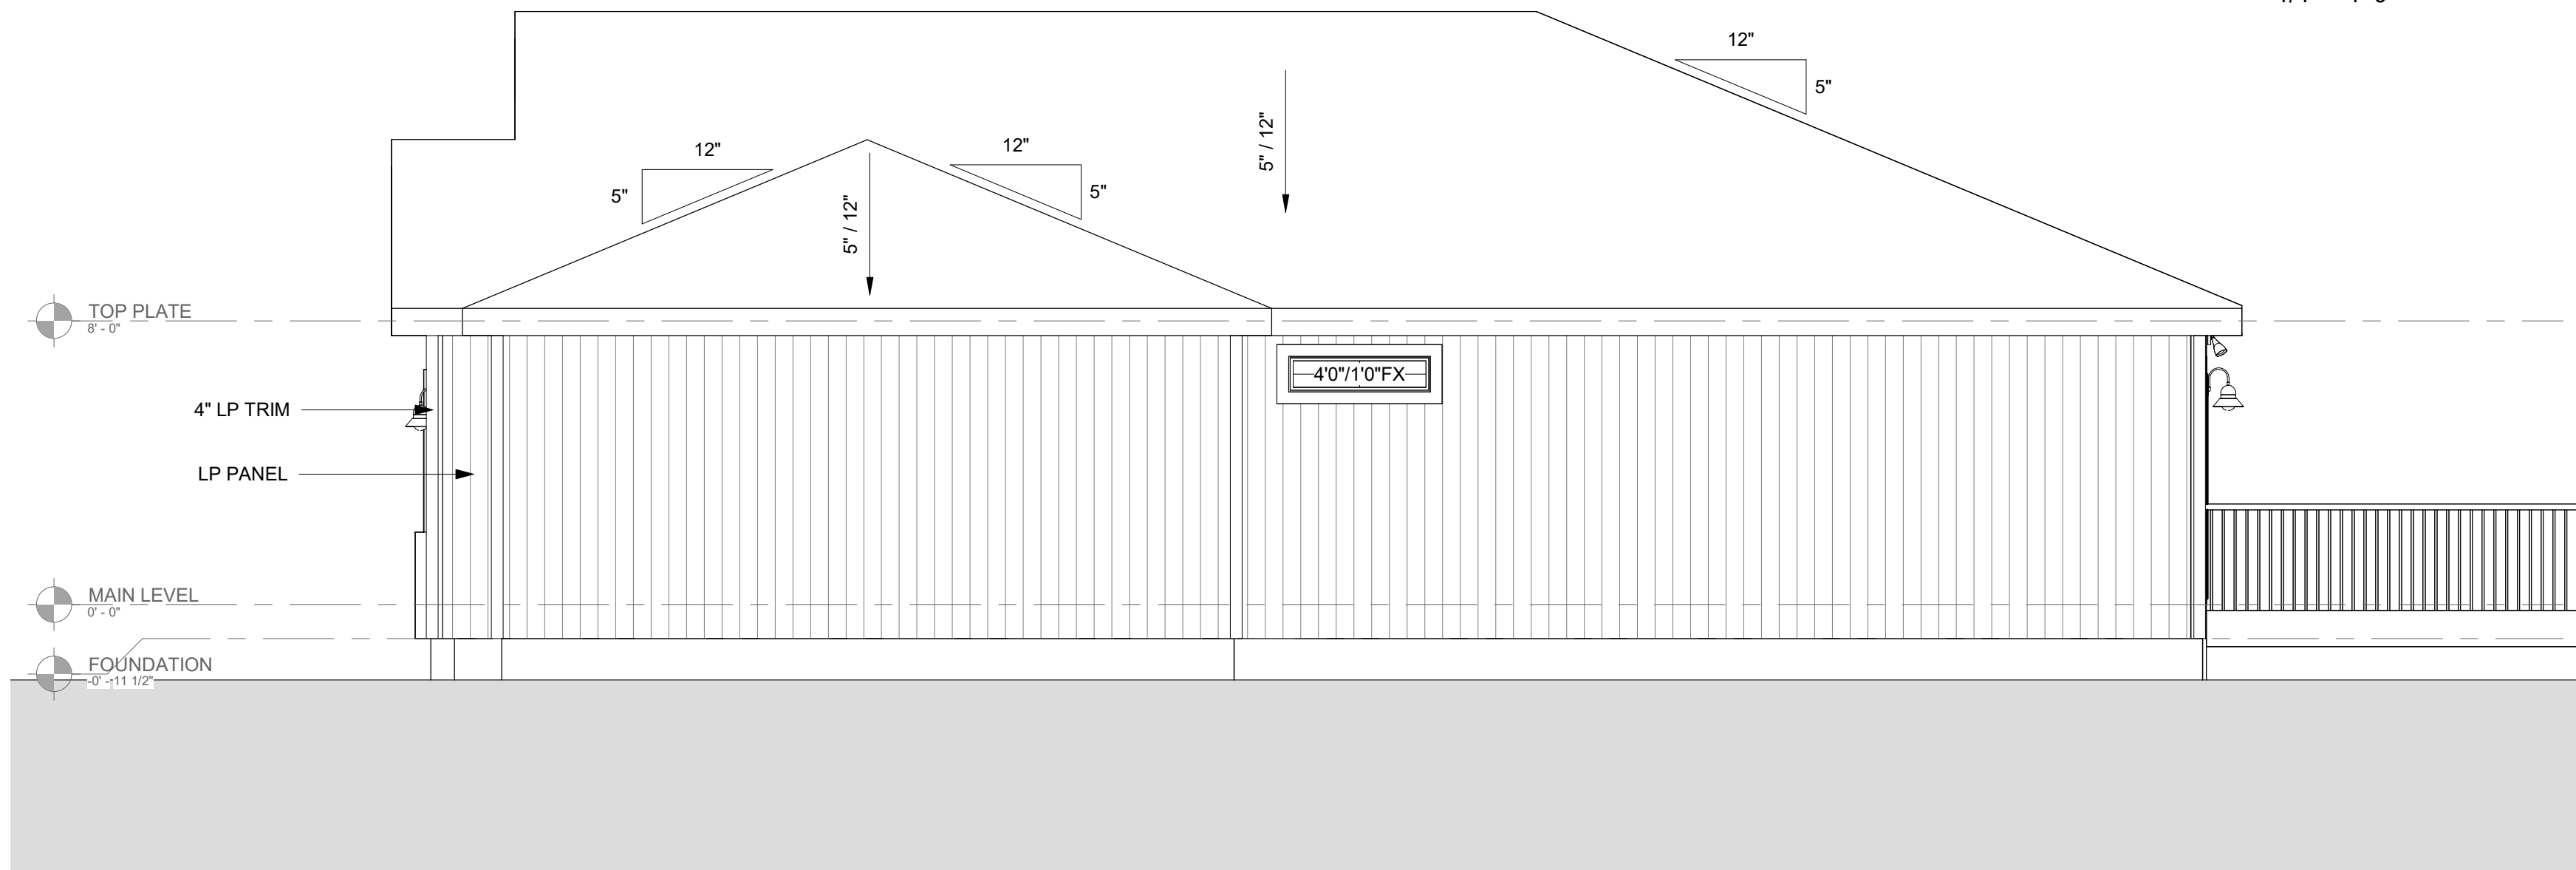 12"
5"
12"
5"
12"
5"
5" / 12"
5" / 12"
TOP PLATE
8' - 0"
4'0"/1'0"FX
4" LP TRIM
LP PANEL
MAIN LEVEL
0' - 0"
FOUNDATION
-0' - 11 1/2"